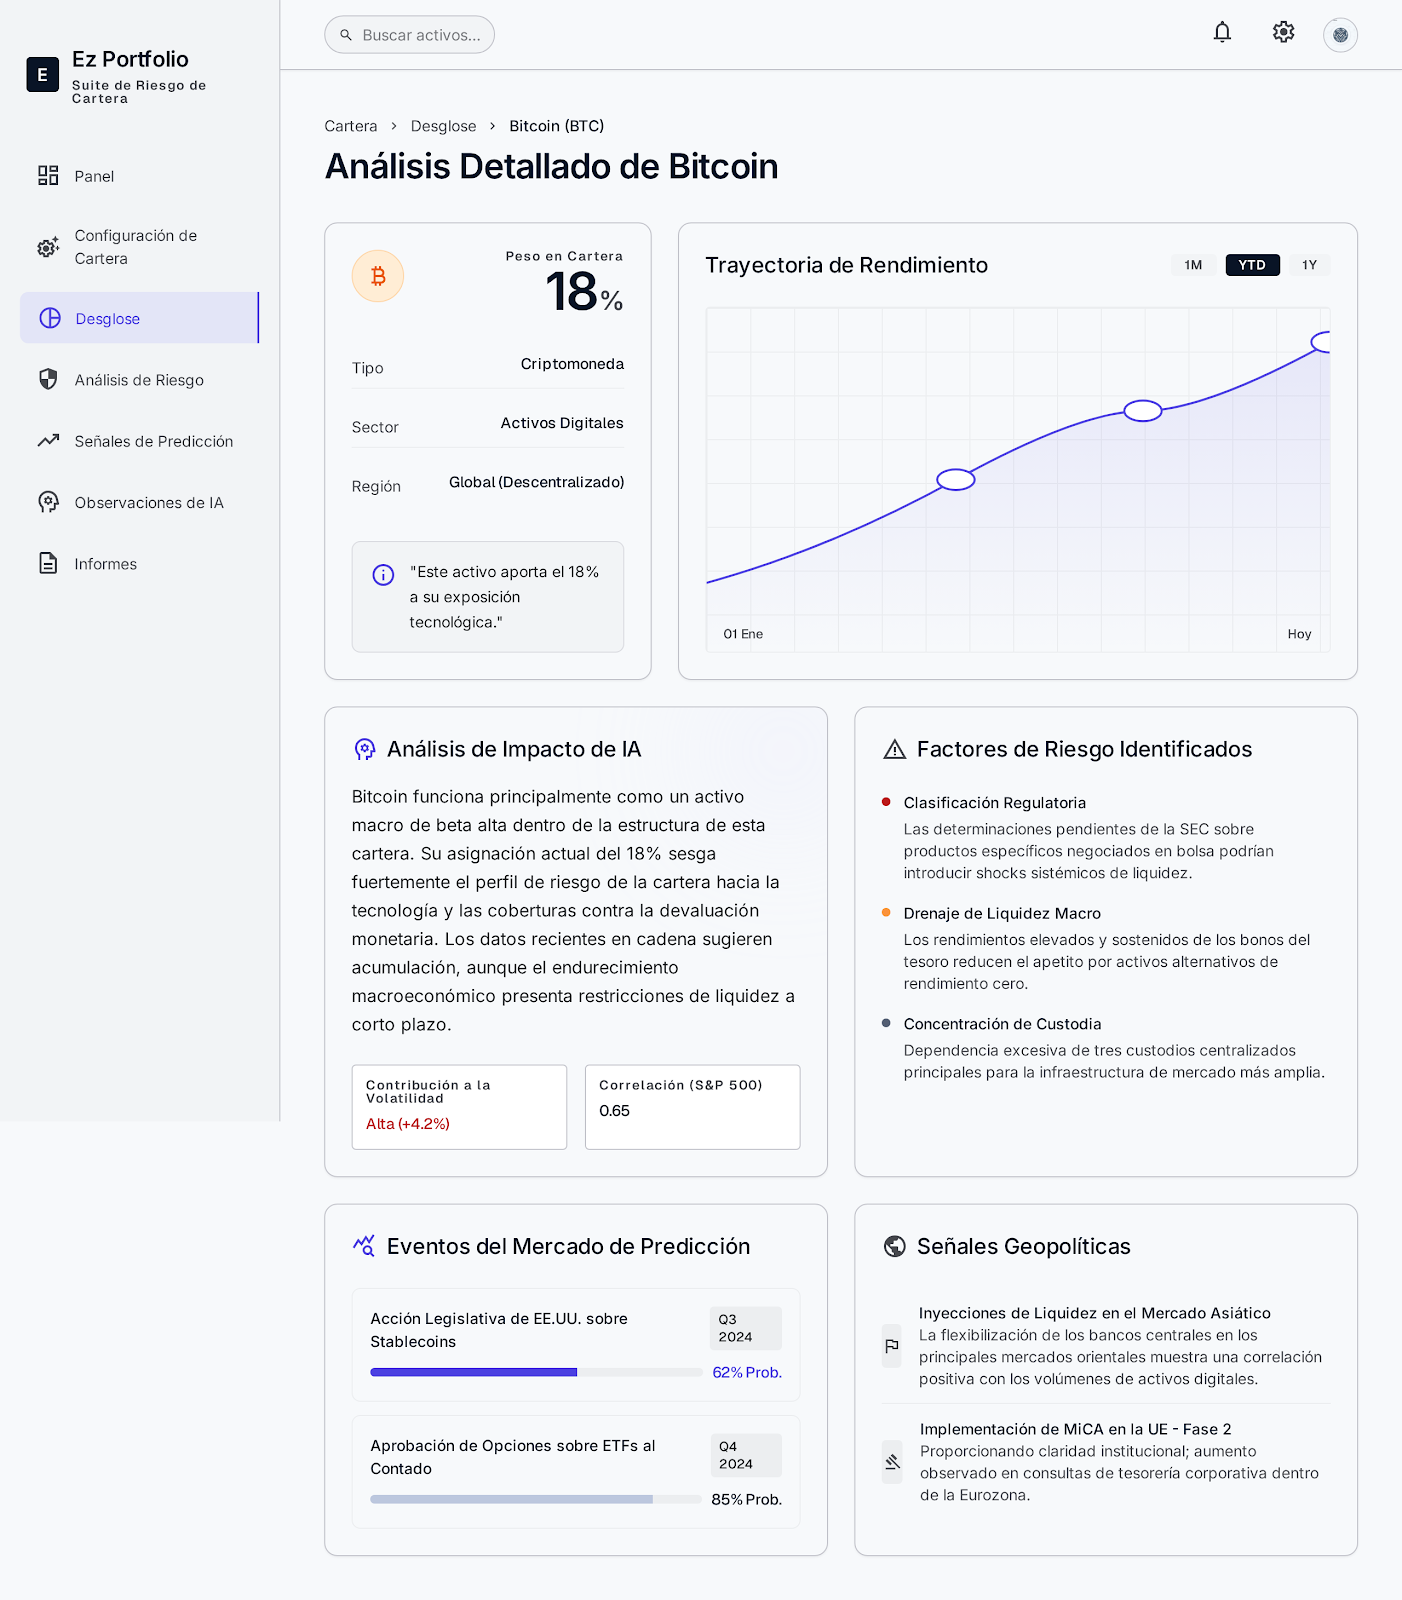 E
Ez Portfolio
Suite de Riesgo de
Cartera
Panel
Configuración de
Cartera
Desglose
Análisis de Riesgo
Señales de Predicción
Observaciones de IA
Informes
Buscar activos...
Cartera > Desglose > Bitcoin (BTC)
Análisis Detallado de Bitcoin
Peso en Cartera
18%
Tipo Criptomoneda
Sector Activos Digitales
Región Global (Descentralizado)
"Este activo aporta el 18%
a su exposición
tecnológica."
Trayectoria de Rendimiento
1M YTD 1Y
01 Ene Hoy
Análisis de Impacto de IA
Bitcoin funciona principalmente como un activo
macro de beta alta dentro de la estructura de esta
cartera. Su asignación actual del 18% sesga
fuertemente el perfil de riesgo de la cartera hacia la
tecnología y las coberturas contra la devaluación
monetaria. Los datos recientes en cadena sugieren
acumulación, aunque el endurecimiento
macroeconómico presenta restricciones de liquidez a
corto plazo.
Contribución a la
Volatilidad
Alta (+4.2%)
Correlación (S&P 500)
0.65
Factores de Riesgo Identificados
Clasificación Regulatoria
Las determinaciones pendientes de la SEC sobre
productos específicos negociados en bolsa podrían
introducir shocks sistémicos de liquidez.
Drenaje de Liquidez Macro
Los rendimientos elevados y sostenidos de los bonos del
tesoro reducen el apetito por activos alternativos de
rendimiento cero.
Concentración de Custodia
Dependencia excesiva de tres custodios centralizados
principales para la infraestructura de mercado más amplia.
Eventos del Mercado de Predicción
Acción Legislativa de EE.UU. sobre
Stablecoins
Q3
2024
62% Prob.
Aprobación de Opciones sobre ETFs al
Contado
Q4
2024
85% Prob.
Señales Geopolíticas
Inyecciones de Liquidez en el Mercado Asiático
La flexibilización de los bancos centrales en los
principales mercados orientales muestra una correlación
positiva con los volúmenes de activos digitales.
Implementación de MiCA en la UE - Fase 2
Proporcionando claridad institucional; aumento
observado en consultas de tesorería corporativa dentro
de la Eurozona.